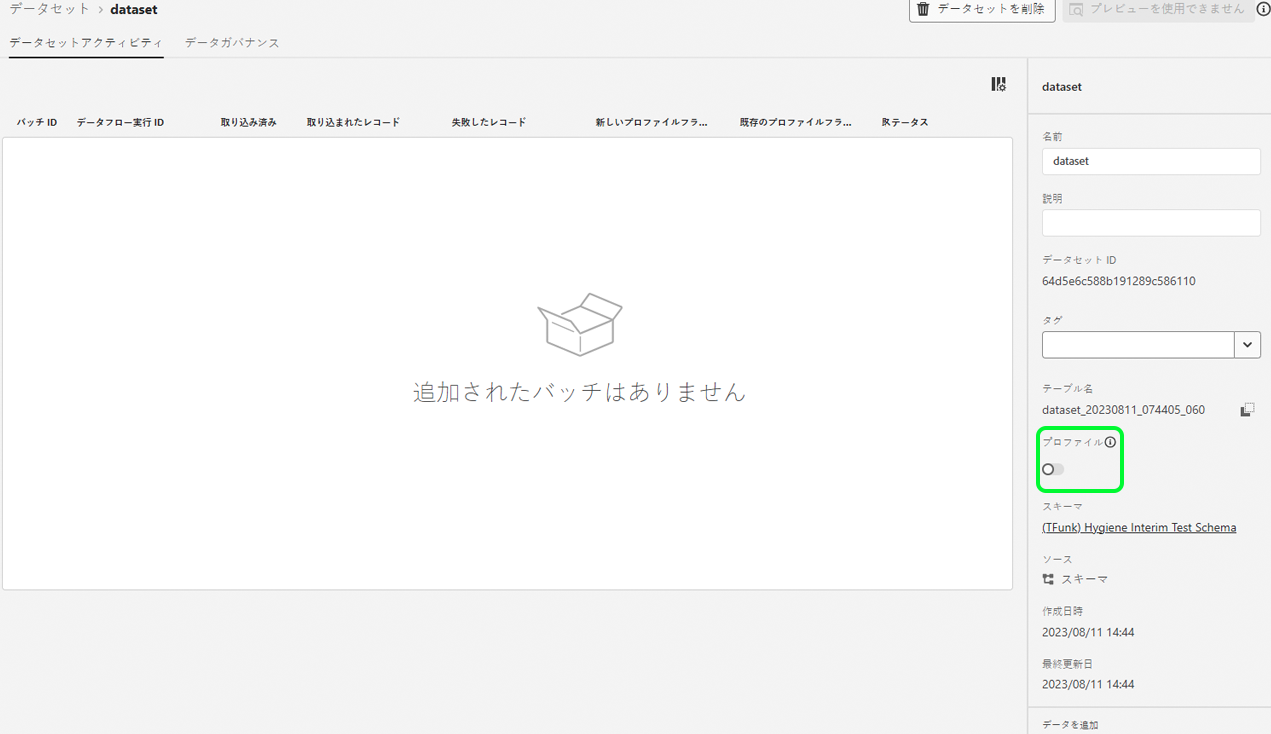 データセット > dataset
データセットを削除
プレビューを使用できません
データセットアクティビティ データガバナンス
バッチ ID データフロー実行 ID 取り込み済み 取り込まれたレコード 失敗したレコード 新しいプロファイルフラ... 既存のプロファイルフラ... ステータス
追加されたバッチはありません
dataset
名前
dataset
説明
データセット ID
64d5e6c588b191289c586110
タグ
テーブル名
dataset_20230811_074405_060
プロファイル
スキーマ
(TFunk) Hygiene Interim Test Schema
ソース
スキーマ
作成日時
2023/08/11 14:44
最終更新日
2023/08/11 14:44
データを追加